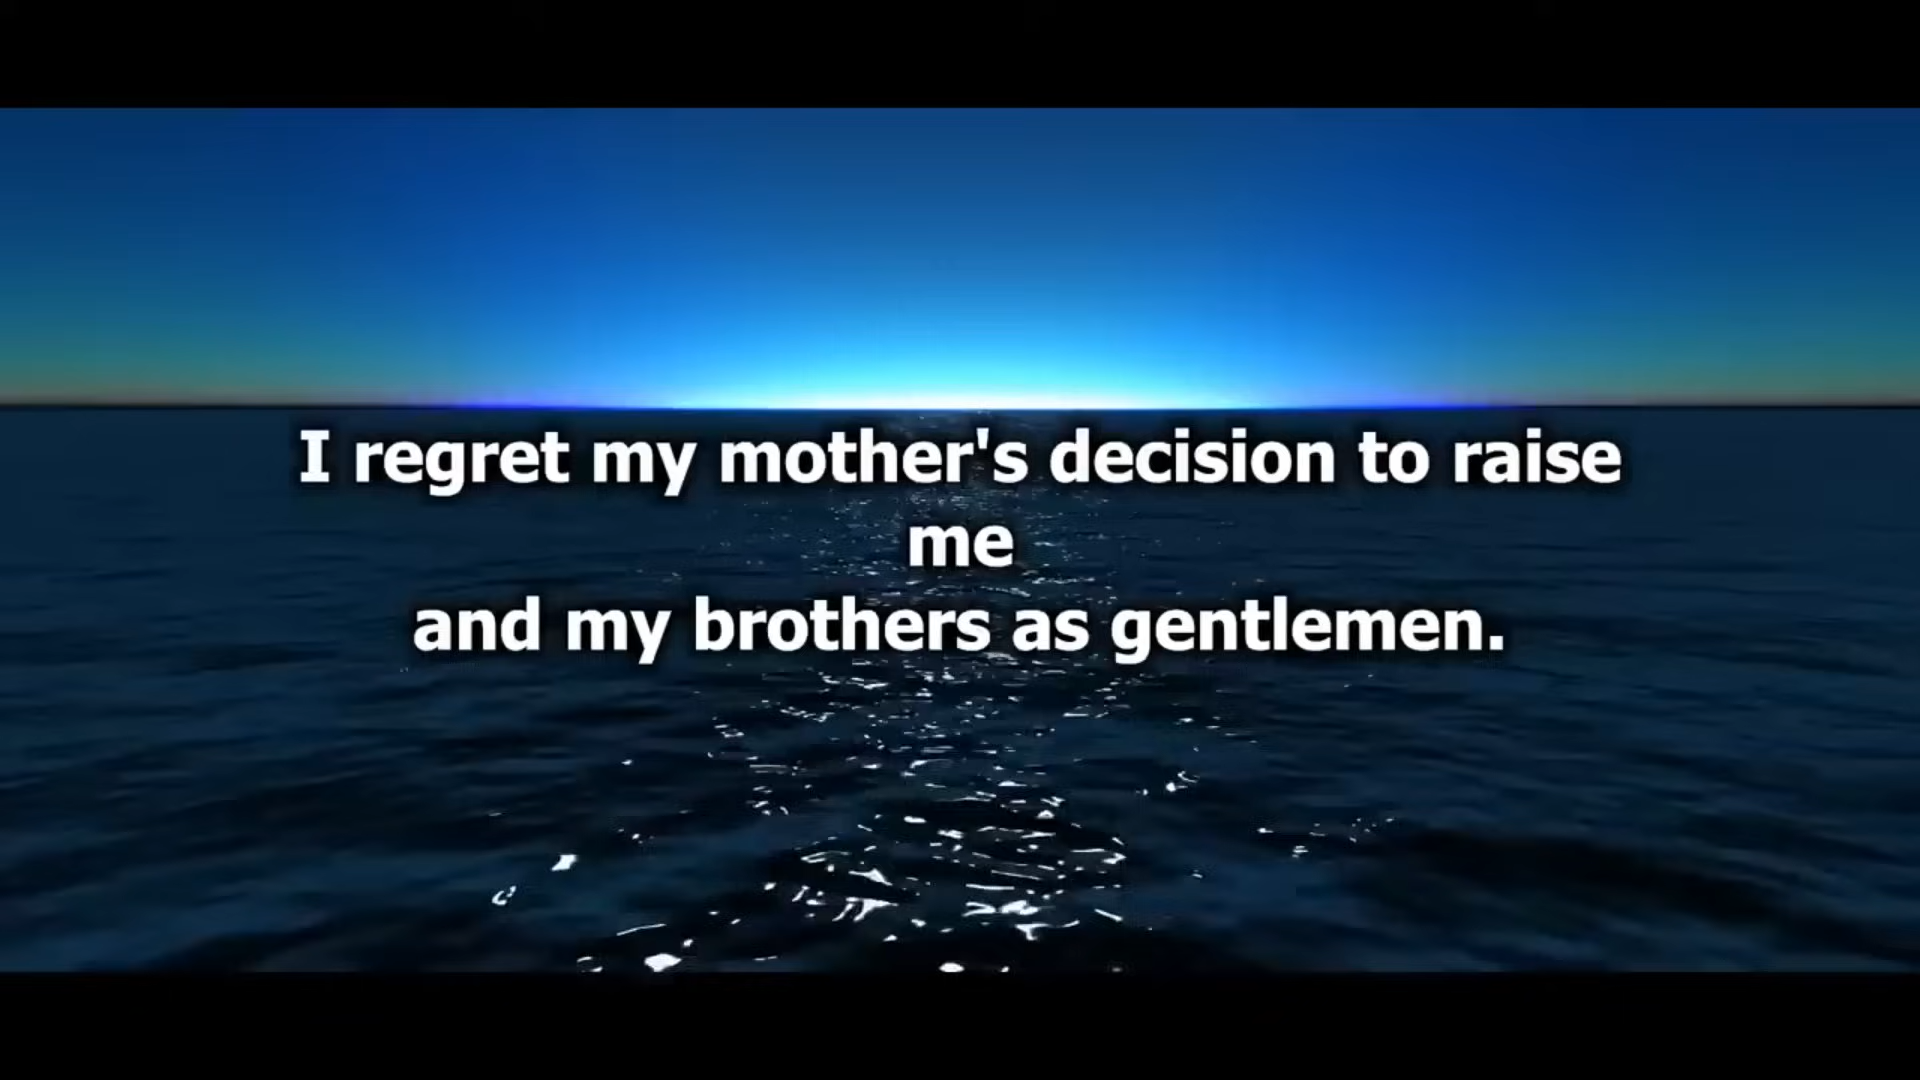 I regret my mother's decision to raise
me
and my brothers as gentlemen.